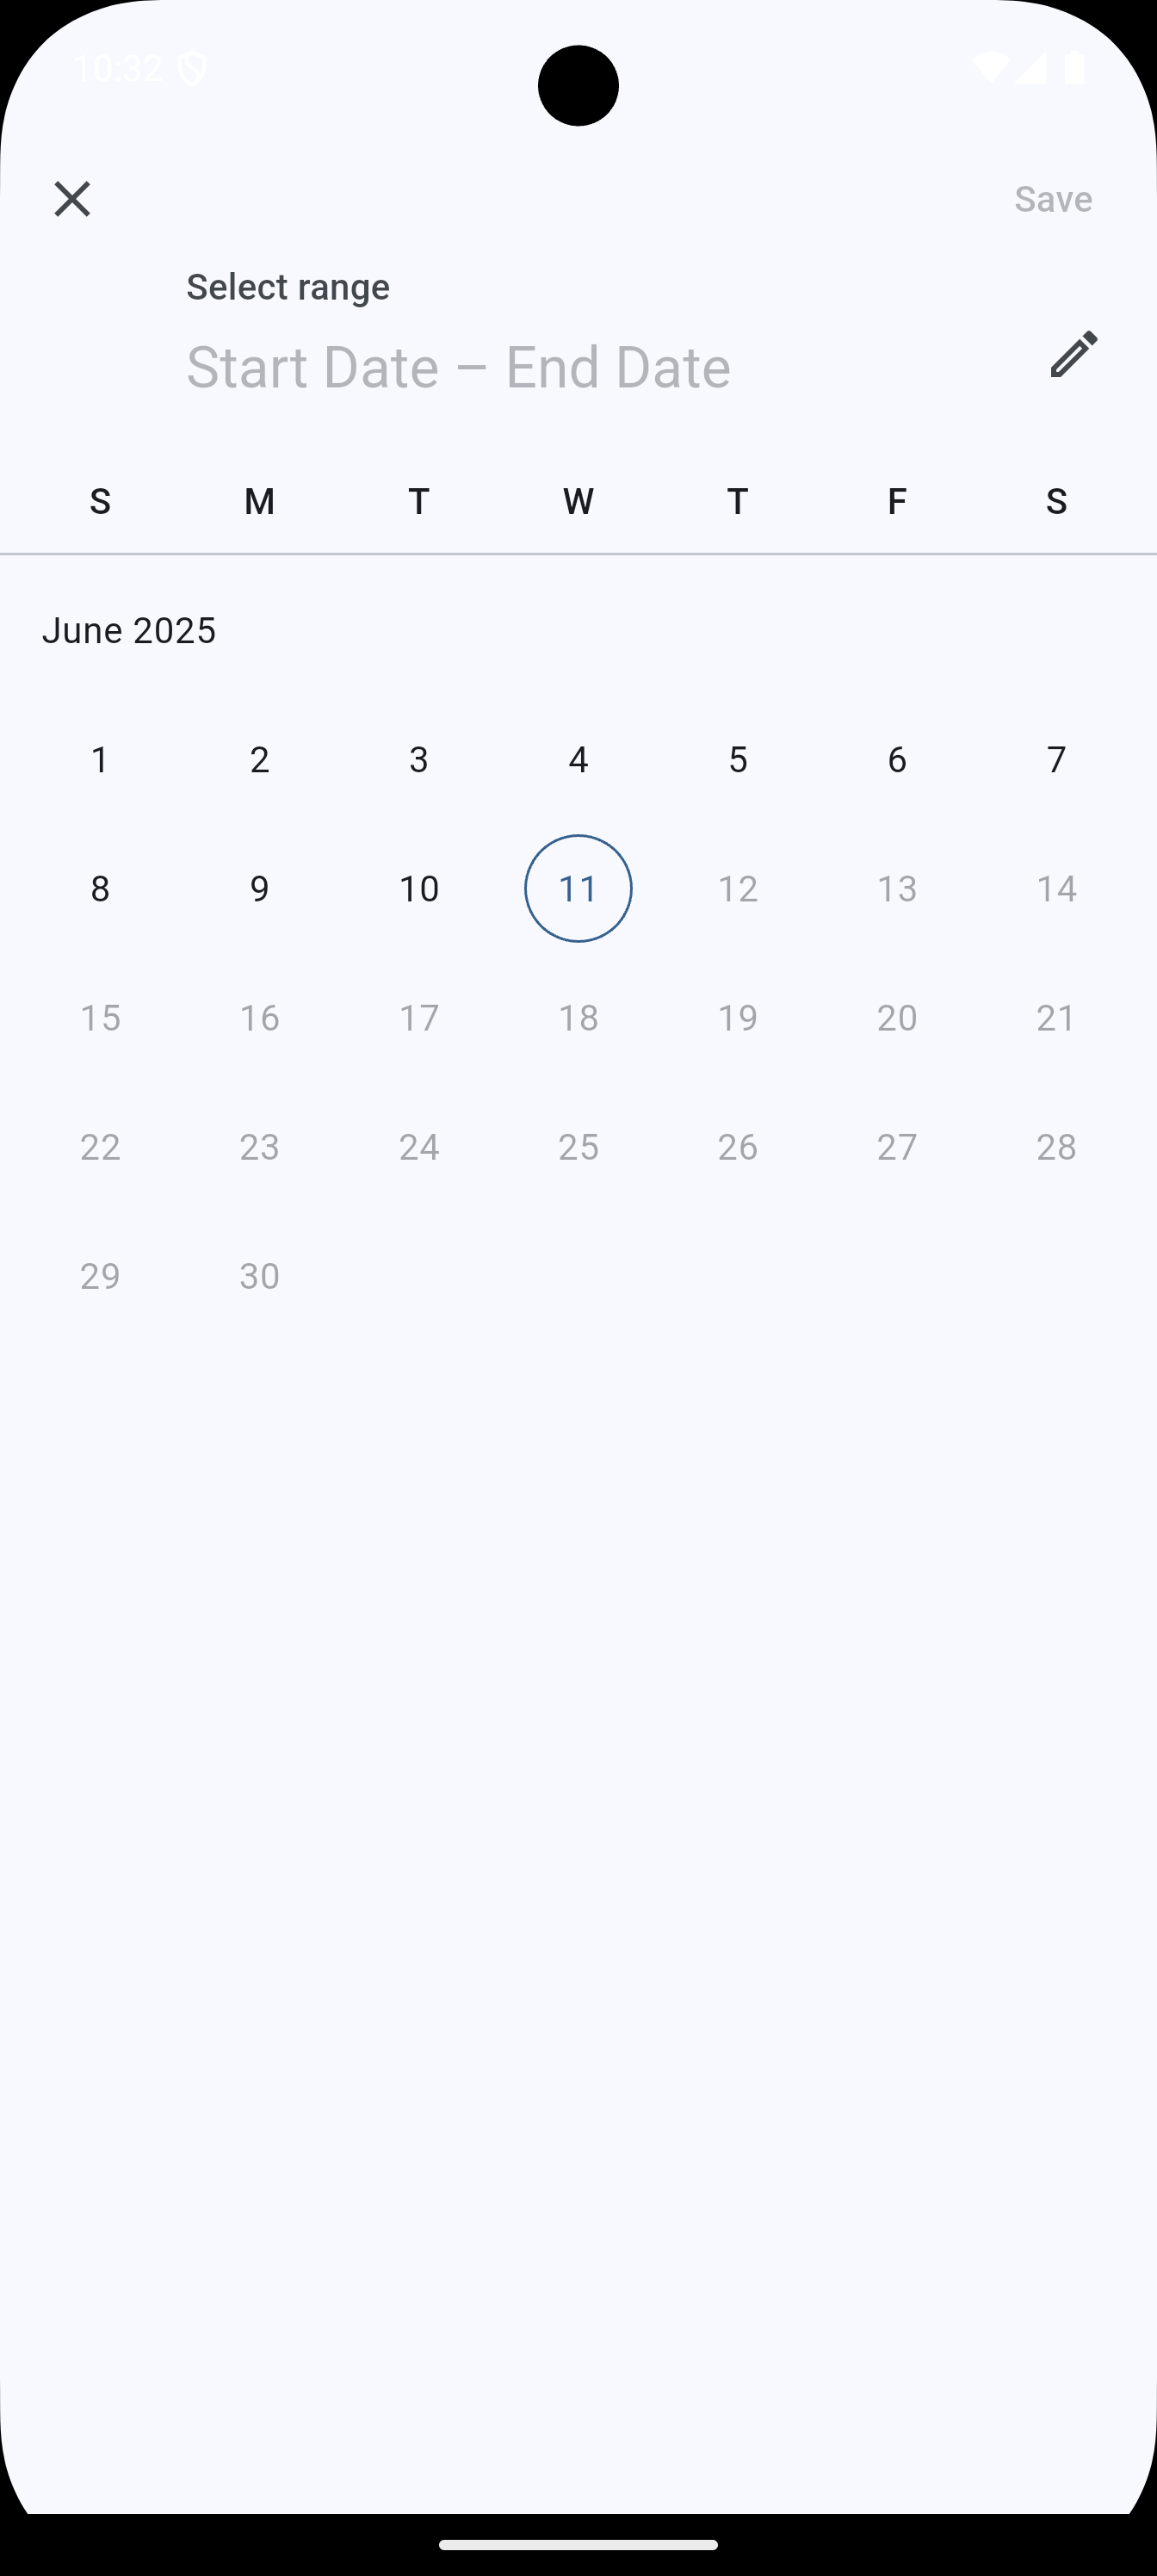 10:32
Save
Select range
Start Date – End Date
S M T W T F S
June 2025
1 2 3 4 5 6 7
8 9 10 11 12 13 14
15 16 17 18 19 20 21
22 23 24 25 26 27 28
29 30